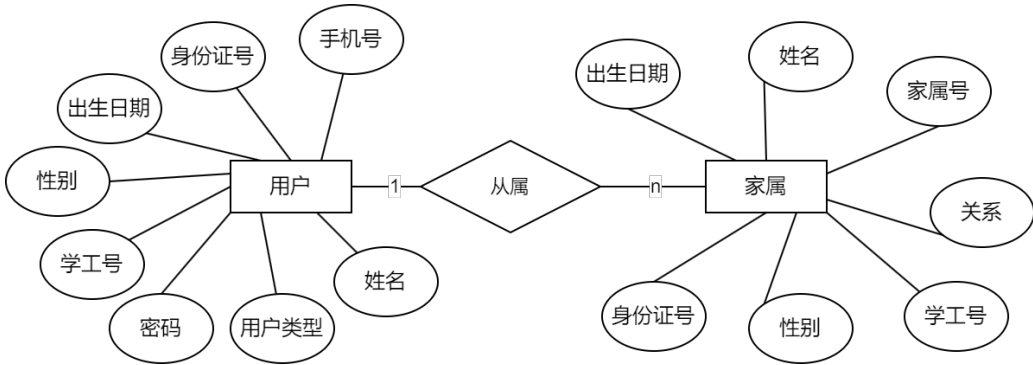 手机号
身份证号
出生日期
性别
学工号
密码
用户类型
姓名
用户
1
从属
n
家属
出生日期
姓名
家属号
关系
学工号
性别
身份证号